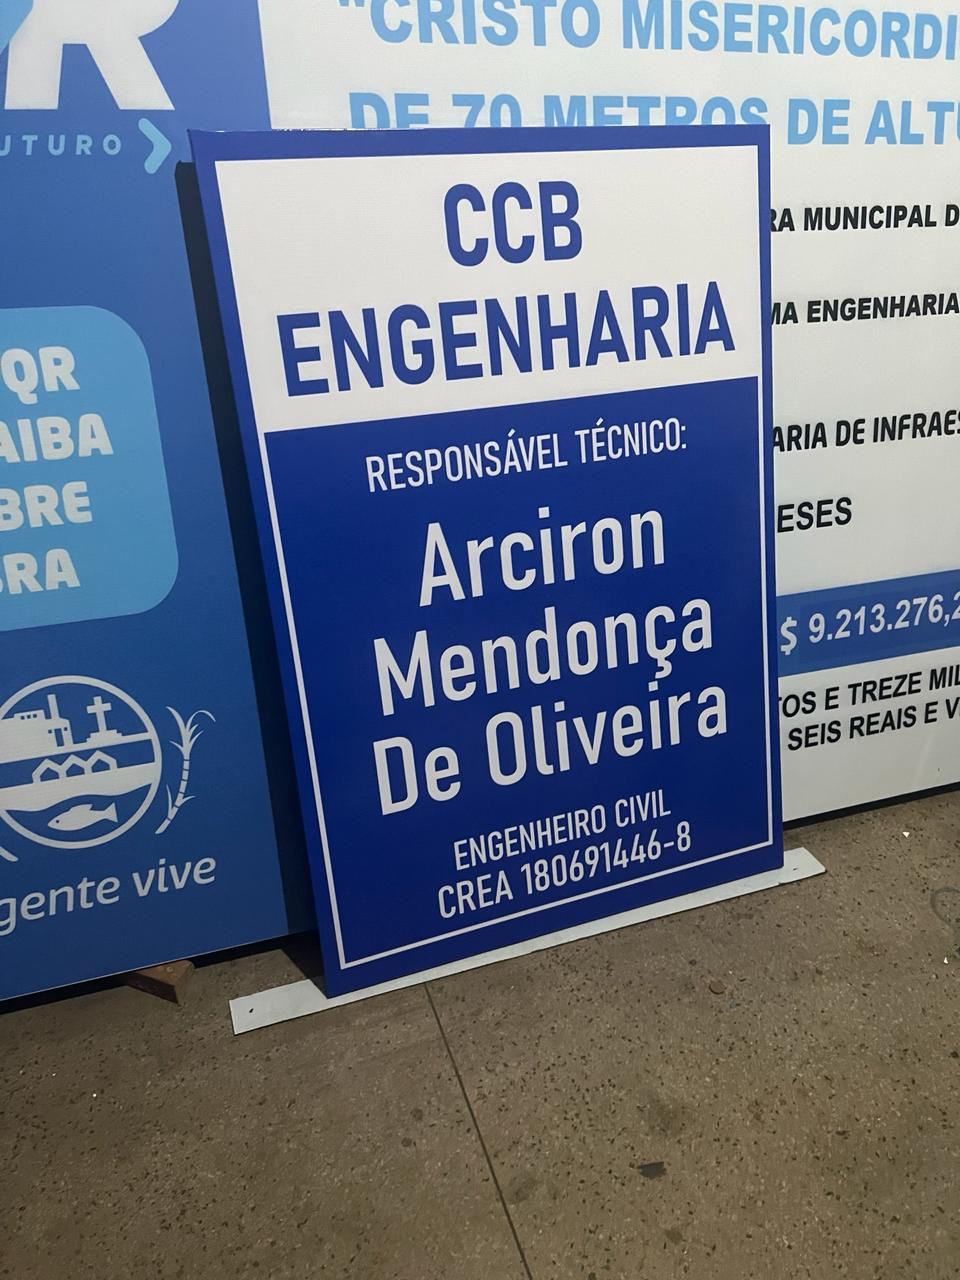 "CRISTO MISERICORDI
DE 70 METROS DE ALTU
UTURO
CCB
ENGENHARIA
RESPONSÁVEL TÉCNICO:
Arciron
Mendonça
De Oliveira
ENGENHEIRO CIVIL
CREA 180691446-8
QR
AIBA
BRE
BRA
gente vive
RA MUNICIPAL D
MA ENGENHARIA
ARIA DE INFRAES
ESES
$ 9.213.276,2
TOS E TREZE MIL
SEIS REAIS E V